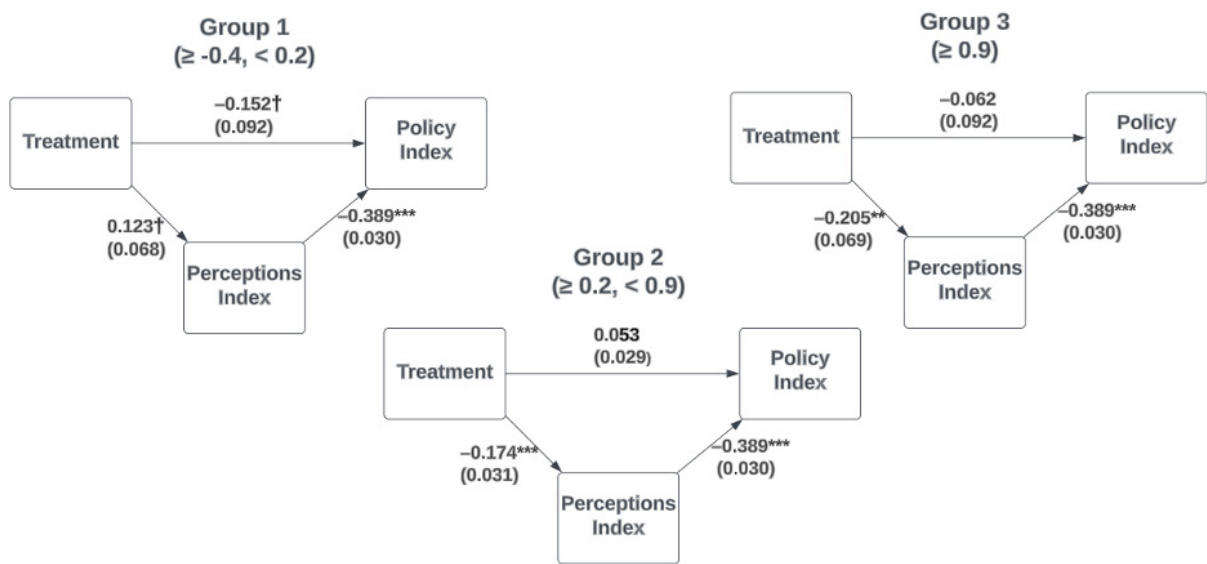 Group 1
(≥ -0.4, < 0.2)
–0.152†
(0.092)
Treatment
Policy
Index
0.123†
(0.068)
–0.389***
(0.030)
Perceptions
Index
Group 3
(≥ 0.9)
–0.062
(0.092)
Treatment
Policy
Index
–0.205**
(0.069)
–0.389***
(0.030)
Perceptions
Index
Group 2
(≥ 0.2, < 0.9)
0.053
(0.029)
Treatment
Policy
Index
–0.174***
(0.031)
–0.389***
(0.030)
Perceptions
Index